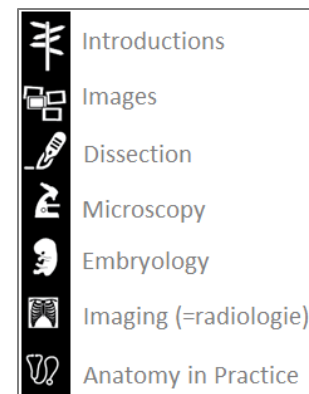 Introductions
Images
Dissection
Microscopy
Embryology
Imaging (=radiologie)
Anatomy in Practice